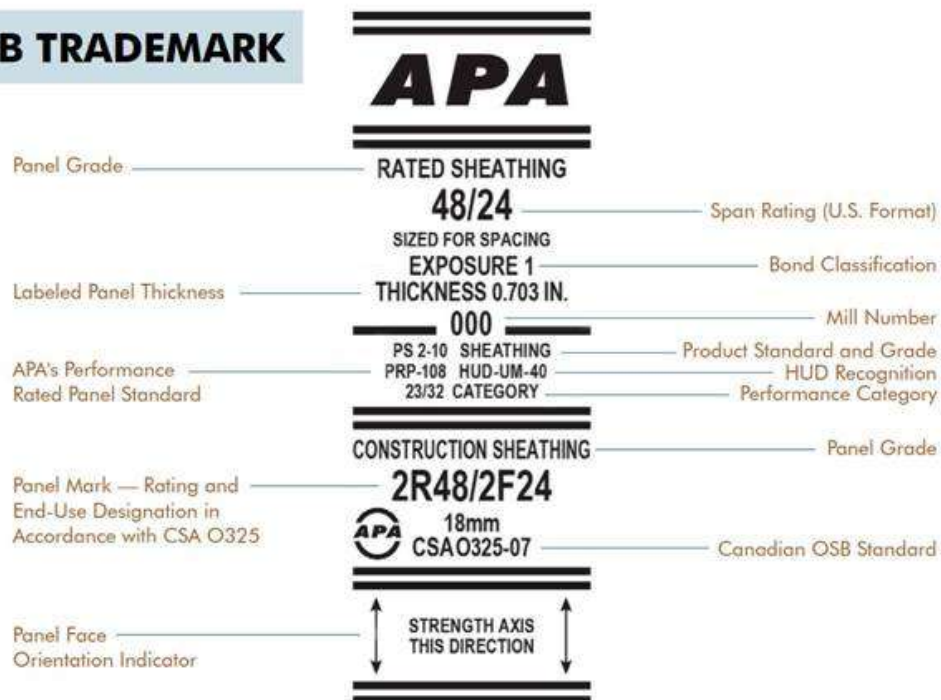 B TRADEMARK
APA
Panel Grade
RATED SHEATHING
48/24
Span Rating (U.S. Format)
SIZED FOR SPACING
EXPOSURE 1
Bond Classification
Labeled Panel Thickness
THICKNESS 0.703 IN.
000
Mill Number
PS 2-10 SHEATHING
Product Standard and Grade
APA's Performance
Rated Panel Standard
PRP-108 HUD-UM-40
HUD Recognition
23/32 CATEGORY
Performance Category
CONSTRUCTION SHEATHING
Panel Grade
Panel Mark — Rating and
End-Use Designation in
Accordance with CSA O325
2R48/2F24
APA
18mm
CSAO325-07
Canadian OSB Standard
Panel Face
Orientation Indicator
STRENGTH AXIS
THIS DIRECTION